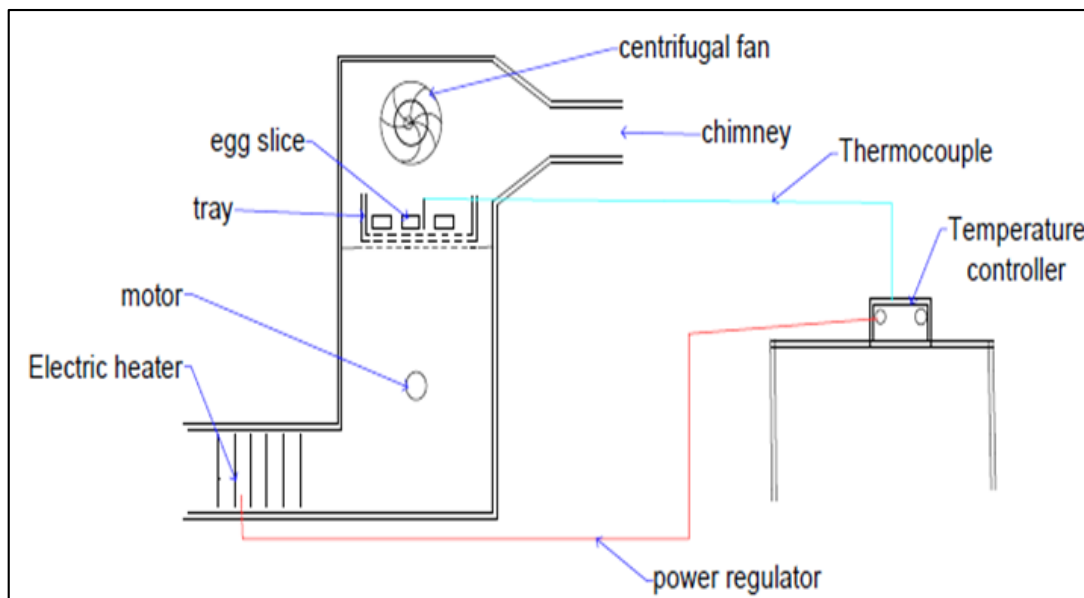 centrifugal fan
egg slice
chimney
Thermocouple
tray
Temperature
controller
motor
Electric heater
power regulator